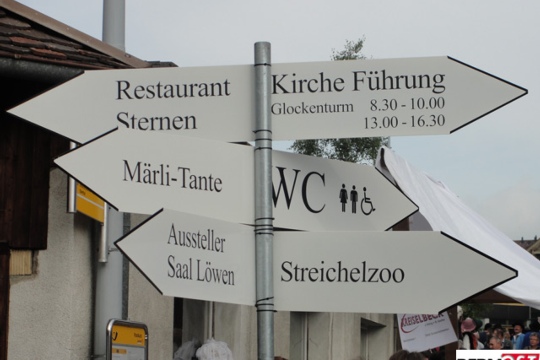 Restaurant
Sternen
Kirche Führung
Glockenturm 8.30 - 10.00
13.00 - 16.30
Märli-Tante
WC
Aussteller
Saal Löwen
Streichelzoo
KREISELBECK